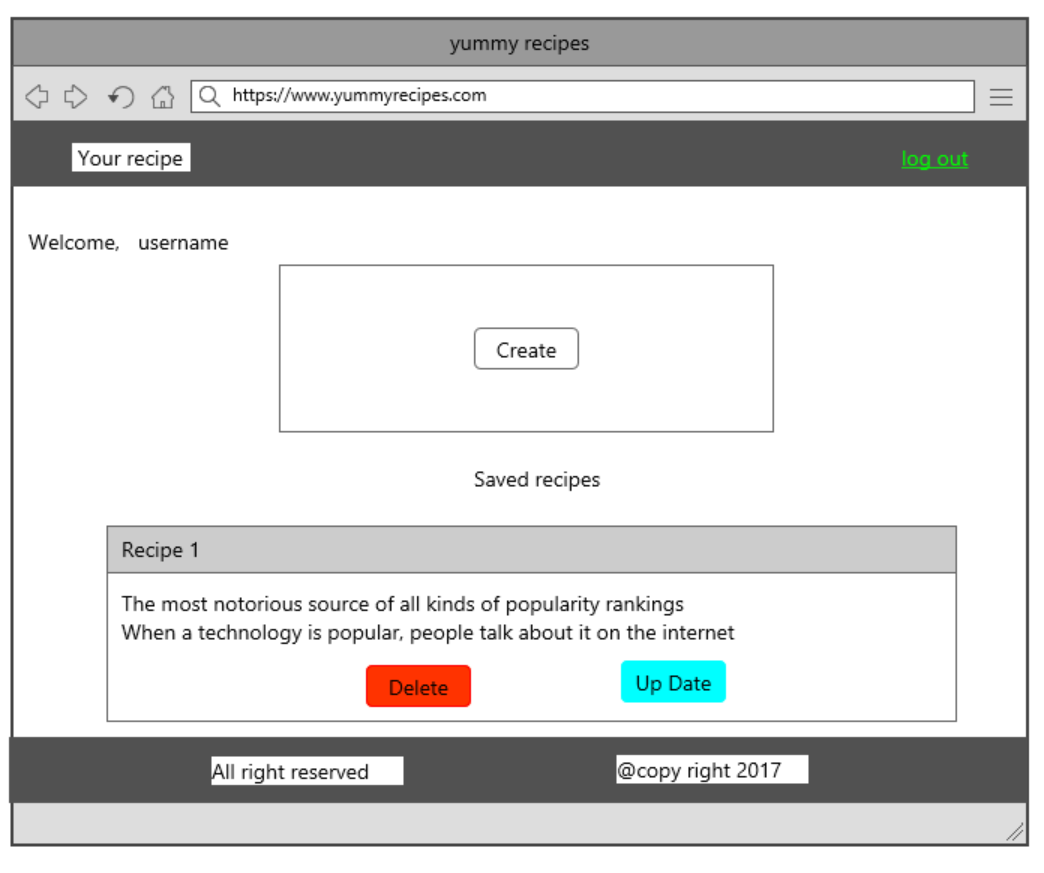 yummy recipes
https://www.yummyrecipes.com
Your recipe
log out
Welcome, username
Create
Saved recipes
Recipe 1
The most notorious source of all kinds of popularity rankings
When a technology is popular, people talk about it on the internet
Delete
Up Date
All right reserved
@copy right 2017